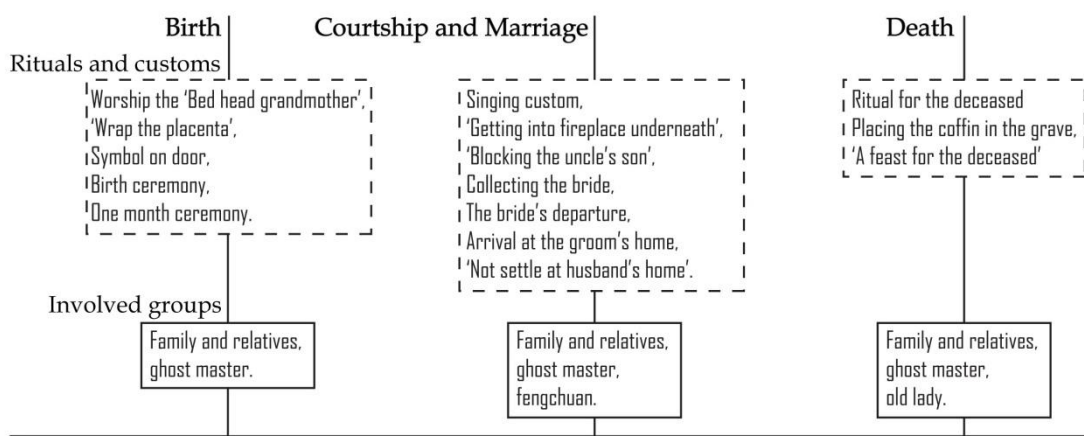 Birth
Courtship and Marriage
Death
Rituals and customs
Worship the ‘Bed head grandmother’,
‘Wrap the placenta’,
Symbol on door,
Birth ceremony,
One month ceremony.
Singing custom,
‘Getting into fireplace underneath’,
‘Blocking the uncle’s son’,
Collecting the bride,
The bride’s departure,
Arrival at the groom’s home,
‘Not settle at husband’s home’.
Ritual for the deceased
Placing the coffin in the grave,
‘A feast for the deceased’
Involved groups
Family and relatives,
ghost master.
Family and relatives,
ghost master,
fengchuan.
Family and relatives,
ghost master,
old lady.